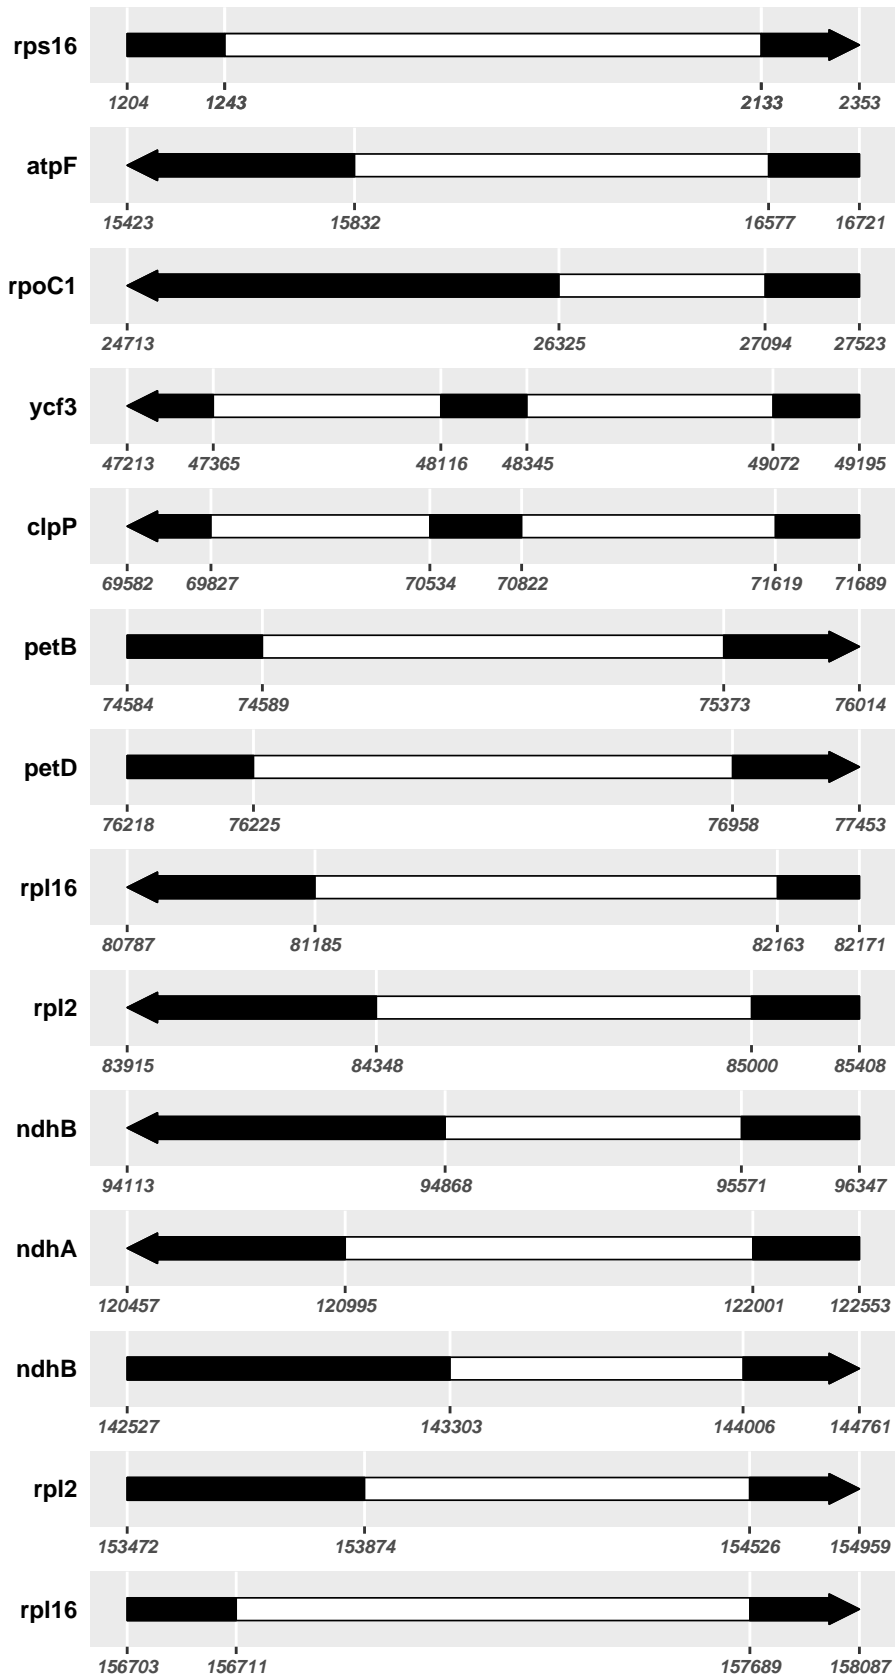 rps16
1204 1243 2133 2353
atpF
15423 15832 16577 16721
rpoC1
24713 26325 27094 27523
ycf3
47213 47365 48116 48345 49072 49195
clpP
69582 69827 70534 70822 71619 71689
petB
74584 74589 75373 76014
petD
76218 76225 76958 77453
rpl16
80787 81185 82163 82171
rpl2
83915 84348 85000 85408
ndhB
94113 94868 95571 96347
ndhA
120457 120995 122001 122553
ndhB
142527 143303 144006 144761
rpl2
153472 153874 154526 154959
rpl16
156703 156711 157689 158087